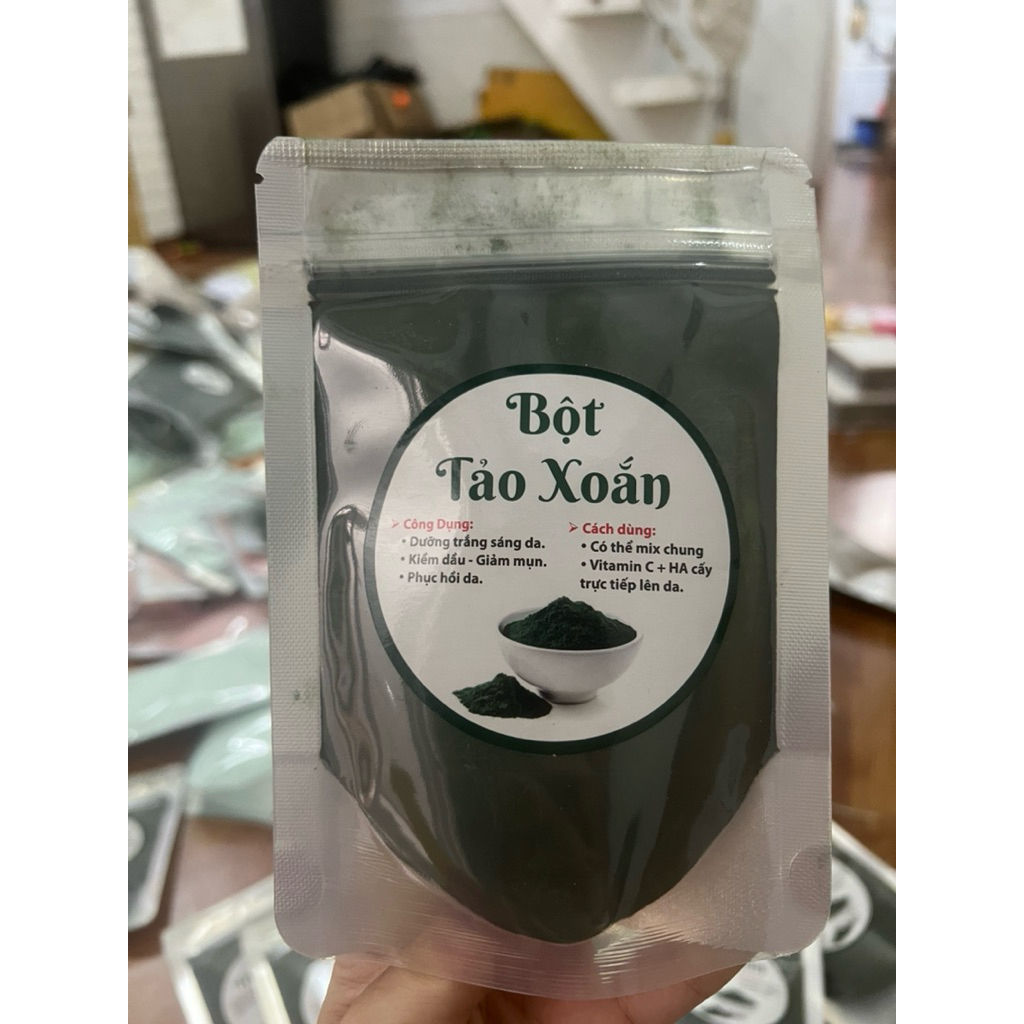 Bột
Tảo Xoắn
➢ Công Dụng:
• Dưỡng trắng sáng da.
• Kiềm dầu - Giảm mụn.
• Phục hồi da.
➢ Cách dùng:
• Có thể mix chung
• Vitamin C + HA cấy
trực tiếp lên da.